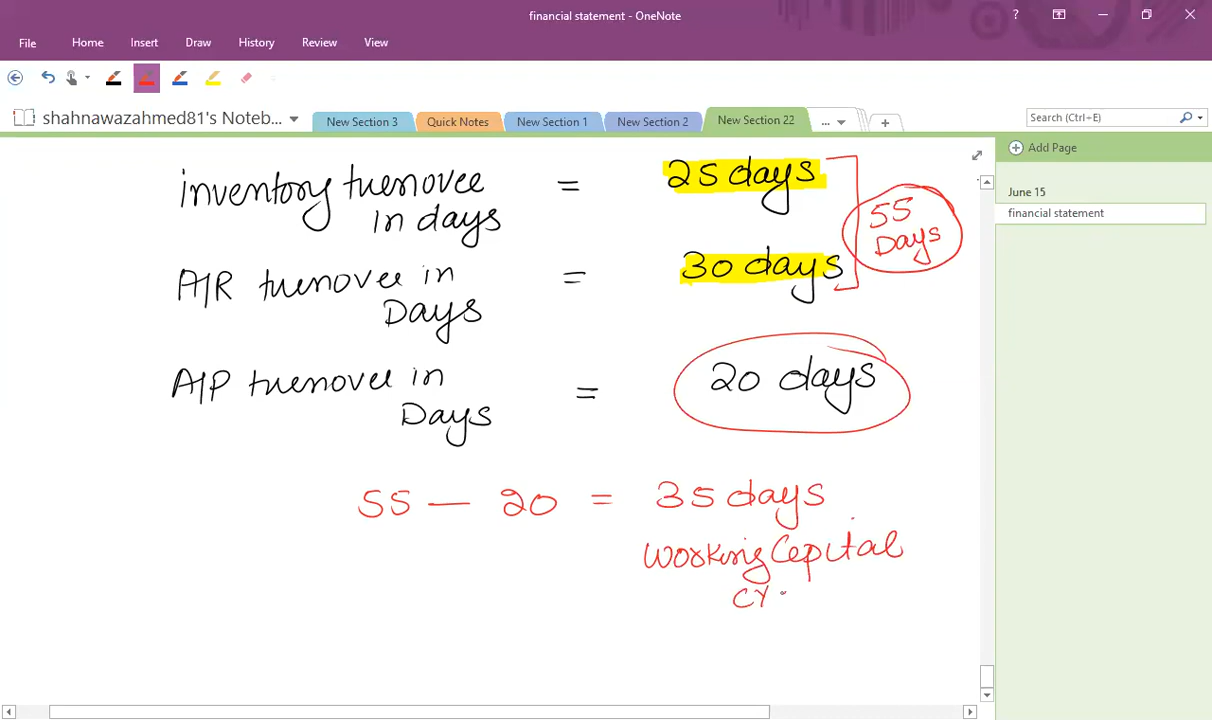 financial statement - OneNote
?
File Home Insert Draw History Review View
shahnawazahmed81's Noteb...
New Section 3 Quick Notes New Section 1 New Section 2 New Section 22 ... +
Search (Ctrl+E)
Add Page
June 15
financial statement
inventory turnover = 25 days
in days
55
Days
A/R turnover in = 30 days
Days
A/P turnover in = 20 days
Days
55 — 20 = 35 days
Working Cepital
CY